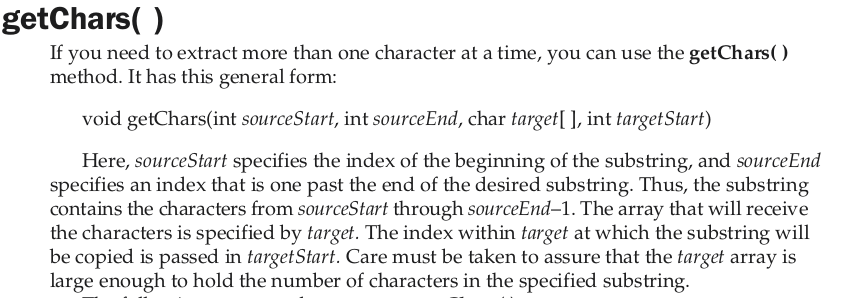 getChars( )
If you need to extract more than one character at a time, you can use the getChars( )
method. It has this general form:
void getChars(int sourceStart, int sourceEnd, char target[ ], int targetStart)
Here, sourceStart specifies the index of the beginning of the substring, and sourceEnd
specifies an index that is one past the end of the desired substring. Thus, the substring
contains the characters from sourceStart through sourceEnd–1. The array that will receive
the characters is specified by target. The index within target at which the substring will
be copied is passed in targetStart. Care must be taken to assure that the target array is
large enough to hold the number of characters in the specified substring.